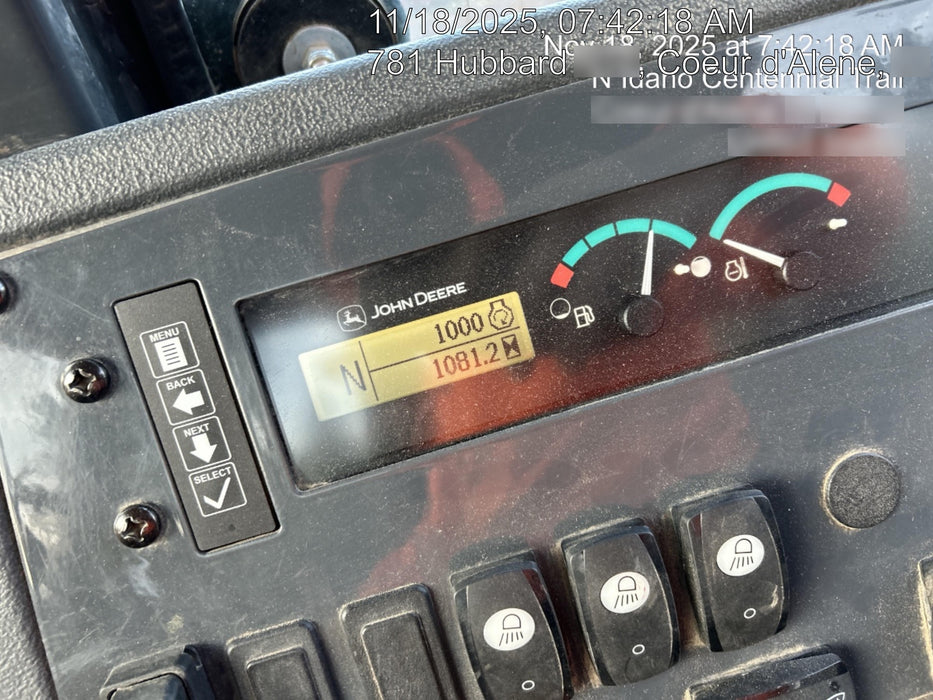 11/18/2025, 07:42:18 AM
Nov 18, 2025 at 7:42:18 AM
781 Hubbard
Coeur d'Alene,
N Idaho Centennial Trail
JOHN DEERE
1000
N
1081.2
MENU
BACK
NEXT
SELECT